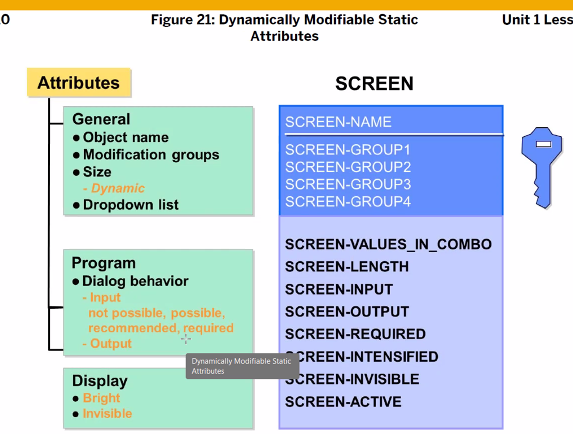 .0
Figure 21: Dynamically Modifiable Static
Attributes
Unit 1 Less
Attributes
General
● Object name
● Modification groups
● Size
- Dynamic
● Dropdown list
Program
● Dialog behavior
- Input
not possible, possible,
recommended, required
- Output
Display
● Bright
● Invisible
SCREEN
SCREEN-NAME
SCREEN-GROUP1
SCREEN-GROUP2
SCREEN-GROUP3
SCREEN-GROUP4
SCREEN-VALUES_IN_COMBO
SCREEN-LENGTH
SCREEN-INPUT
SCREEN-OUTPUT
SCREEN-REQUIRED
SCREEN-INTENSIFIED
SCREEN-INVISIBLE
SCREEN-ACTIVE
Dynamically Modifiable Static
Attributes